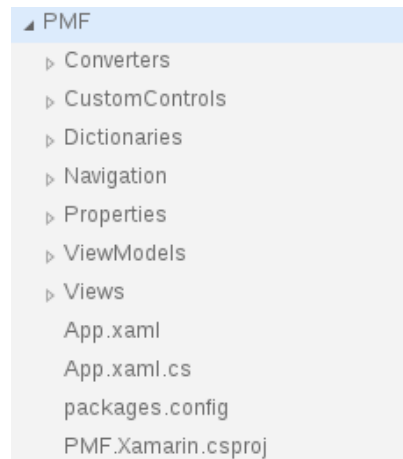 PMF
Converters
CustomControls
Dictionaries
Navigation
Properties
ViewModels
Views
App.xaml
App.xaml.cs
packages.config
PMF.Xamarin.csproj